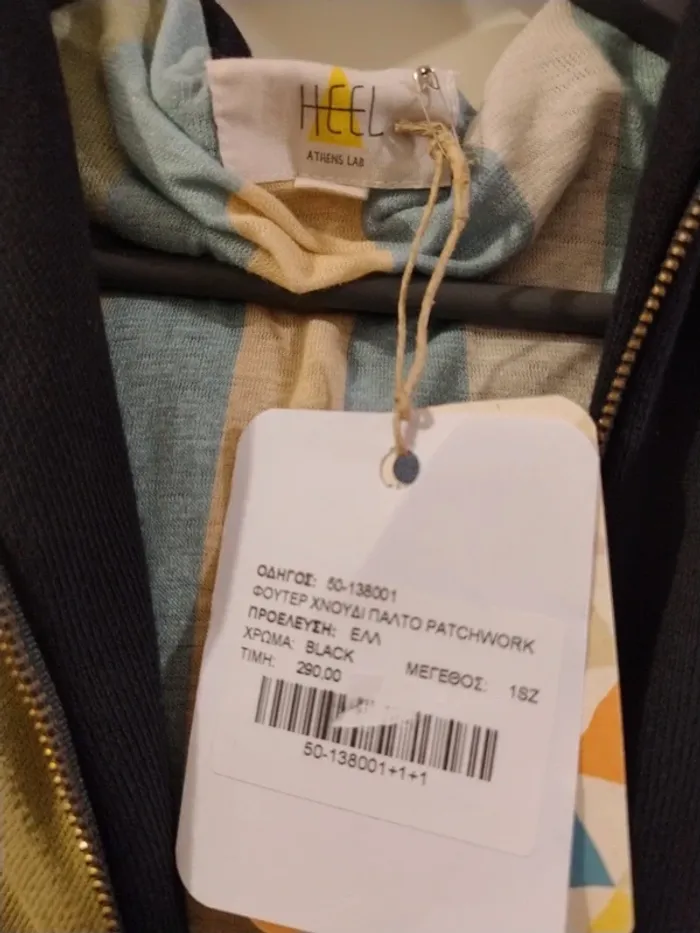 HEEL
ATHENS LAB
ΟΔΗΓΟΣ: 50-138001
ΦΟΥΤΕΡ ΧΝΟΥΔΙ ΠΑΛΤΟ PATCHWORK
ΠΡΟΕΛΕΥΣΗ: ΕΛΛ
ΧΡΩΜΑ: BLACK
ΜΕΓΕΘΟΣ: 1SZ
ΤΙΜΗ: 290,00
50-138001+1+1